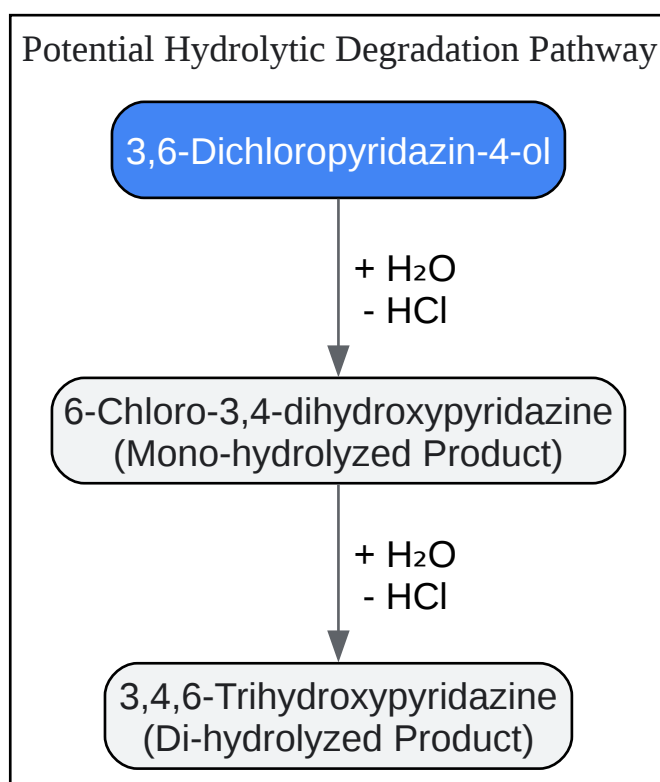 Potential Hydrolytic Degradation Pathway
3,6-Dichloropyridazin-4-ol
+ H₂O
- HCl
6-Chloro-3,4-dihydroxypyridazine
(Mono-hydrolyzed Product)
+ H₂O
- HCl
3,4,6-Trihydroxypyridazine
(Di-hydrolyzed Product)